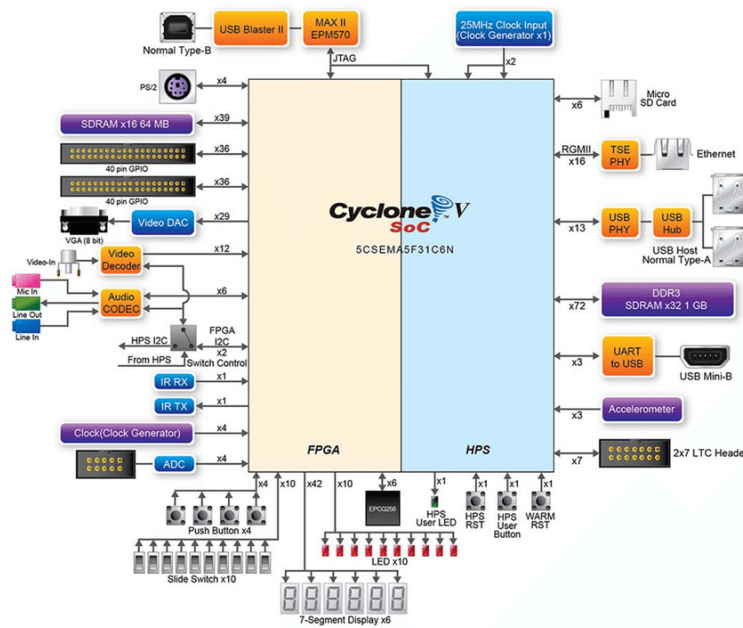 Normal Type-B
USB Blaster II
MAX II
EPM570
JTAG
25MHz Clock Input
(Clock Generator x1)
x2
PS/2
x4
SDRAM x16 64 MB
x39
40 pin GPIO
x36
40 pin GPIO
x36
VGA (8 bit)
Video DAC
x29
Video-In
Video
Decoder
x12
Mic In
Line Out
Line In
Audio
CODEC
x6
HPS I2C
FPGA
I2C
x2
From HPS
Switch Control
IR RX
x1
IR TX
x1
Clock(Clock Generator)
x4
ADC
x4
Cyclone V
SoC
5CSEMA5F31C6N
FPGA
HPS
x6
Micro
SD Card
RGMII
x16
TSE
PHY
Ethernet
x13
USB
PHY
USB
Hub
USB Host
Normal Type-A
x72
DDR3
SDRAM x32 1 GB
x3
UART
to USB
USB Mini-B
x3
Accelerometer
x7
2x7 LTC Heade
x4
x10
x42
x10
x6
x1
x1
x1
x1
Push Button x4
EPCQ256
HPS
User LED
HPS
RST
HPS
User
Button
WARM
RST
Slide Switch x10
LED x10
7-Segment Display x6